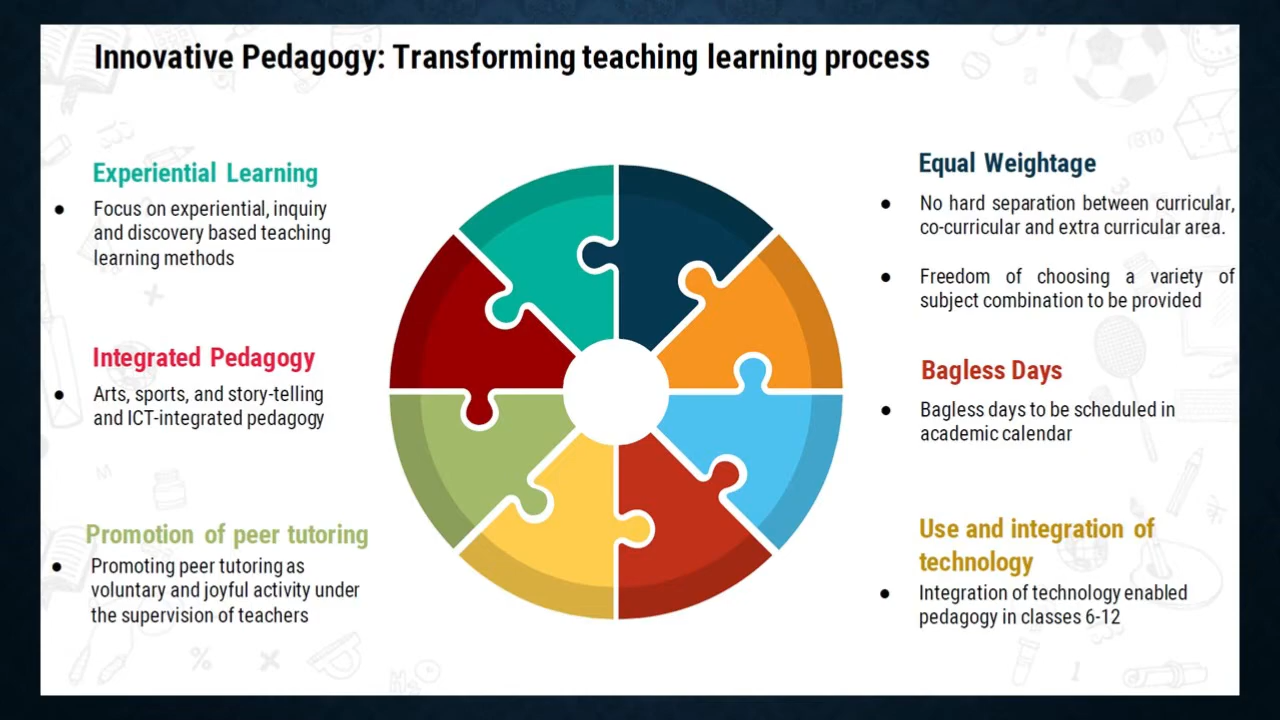 Innovative Pedagogy: Transforming teaching learning process
Experiential Learning
● Focus on experiential, inquiry
and discovery based teaching
learning methods
Integrated Pedagogy
● Arts, sports, and story-telling
and ICT-integrated pedagogy
Promotion of peer tutoring
● Promoting peer tutoring as
voluntary and joyful activity under
the supervision of teachers
Equal Weightage
● No hard separation between curricular,
co-curricular and extra curricular area.
● Freedom of choosing a variety of
subject combination to be provided
Bagless Days
● Bagless days to be scheduled in
academic calendar
Use and integration of
technology
● Integration of technology enabled
pedagogy in classes 6-12